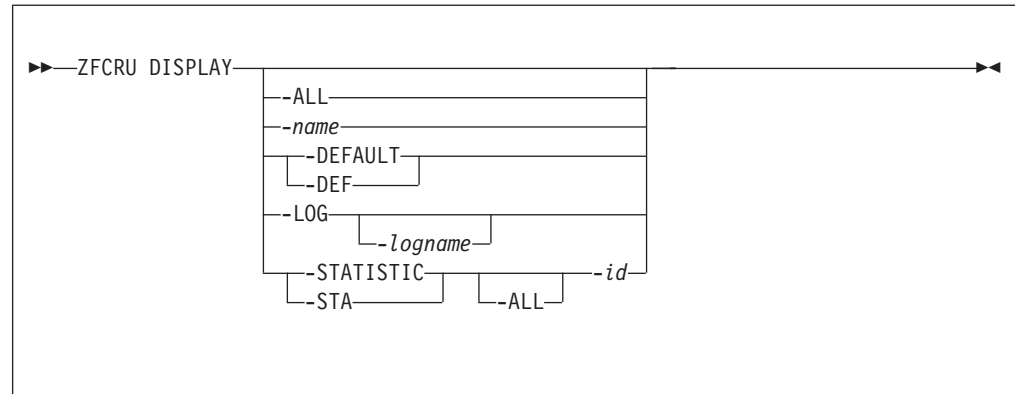 ZFCRU DISPLAY
-ALL
-name
-DEFAULT
-DEF
-LOG
-logname
-STATISTIC -id
-STA -ALL